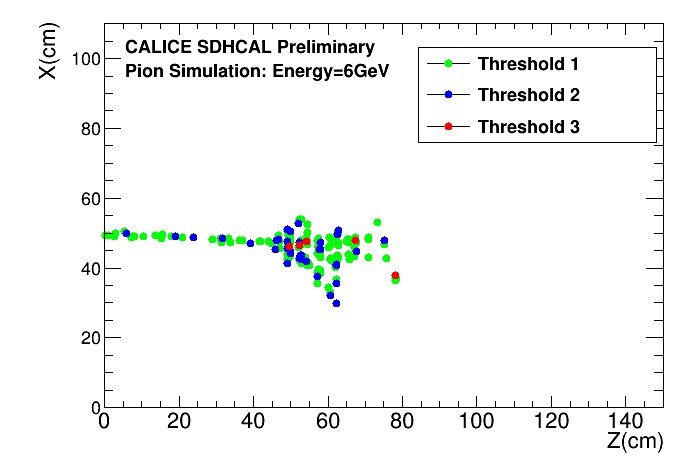 X(cm)
CALICE SDHCAL Preliminary
Pion Simulation: Energy=6GeV
Threshold 1
Threshold 2
Threshold 3
100
80
60
40
20
0
0 20 40 60 80 100 120 140
Z(cm)